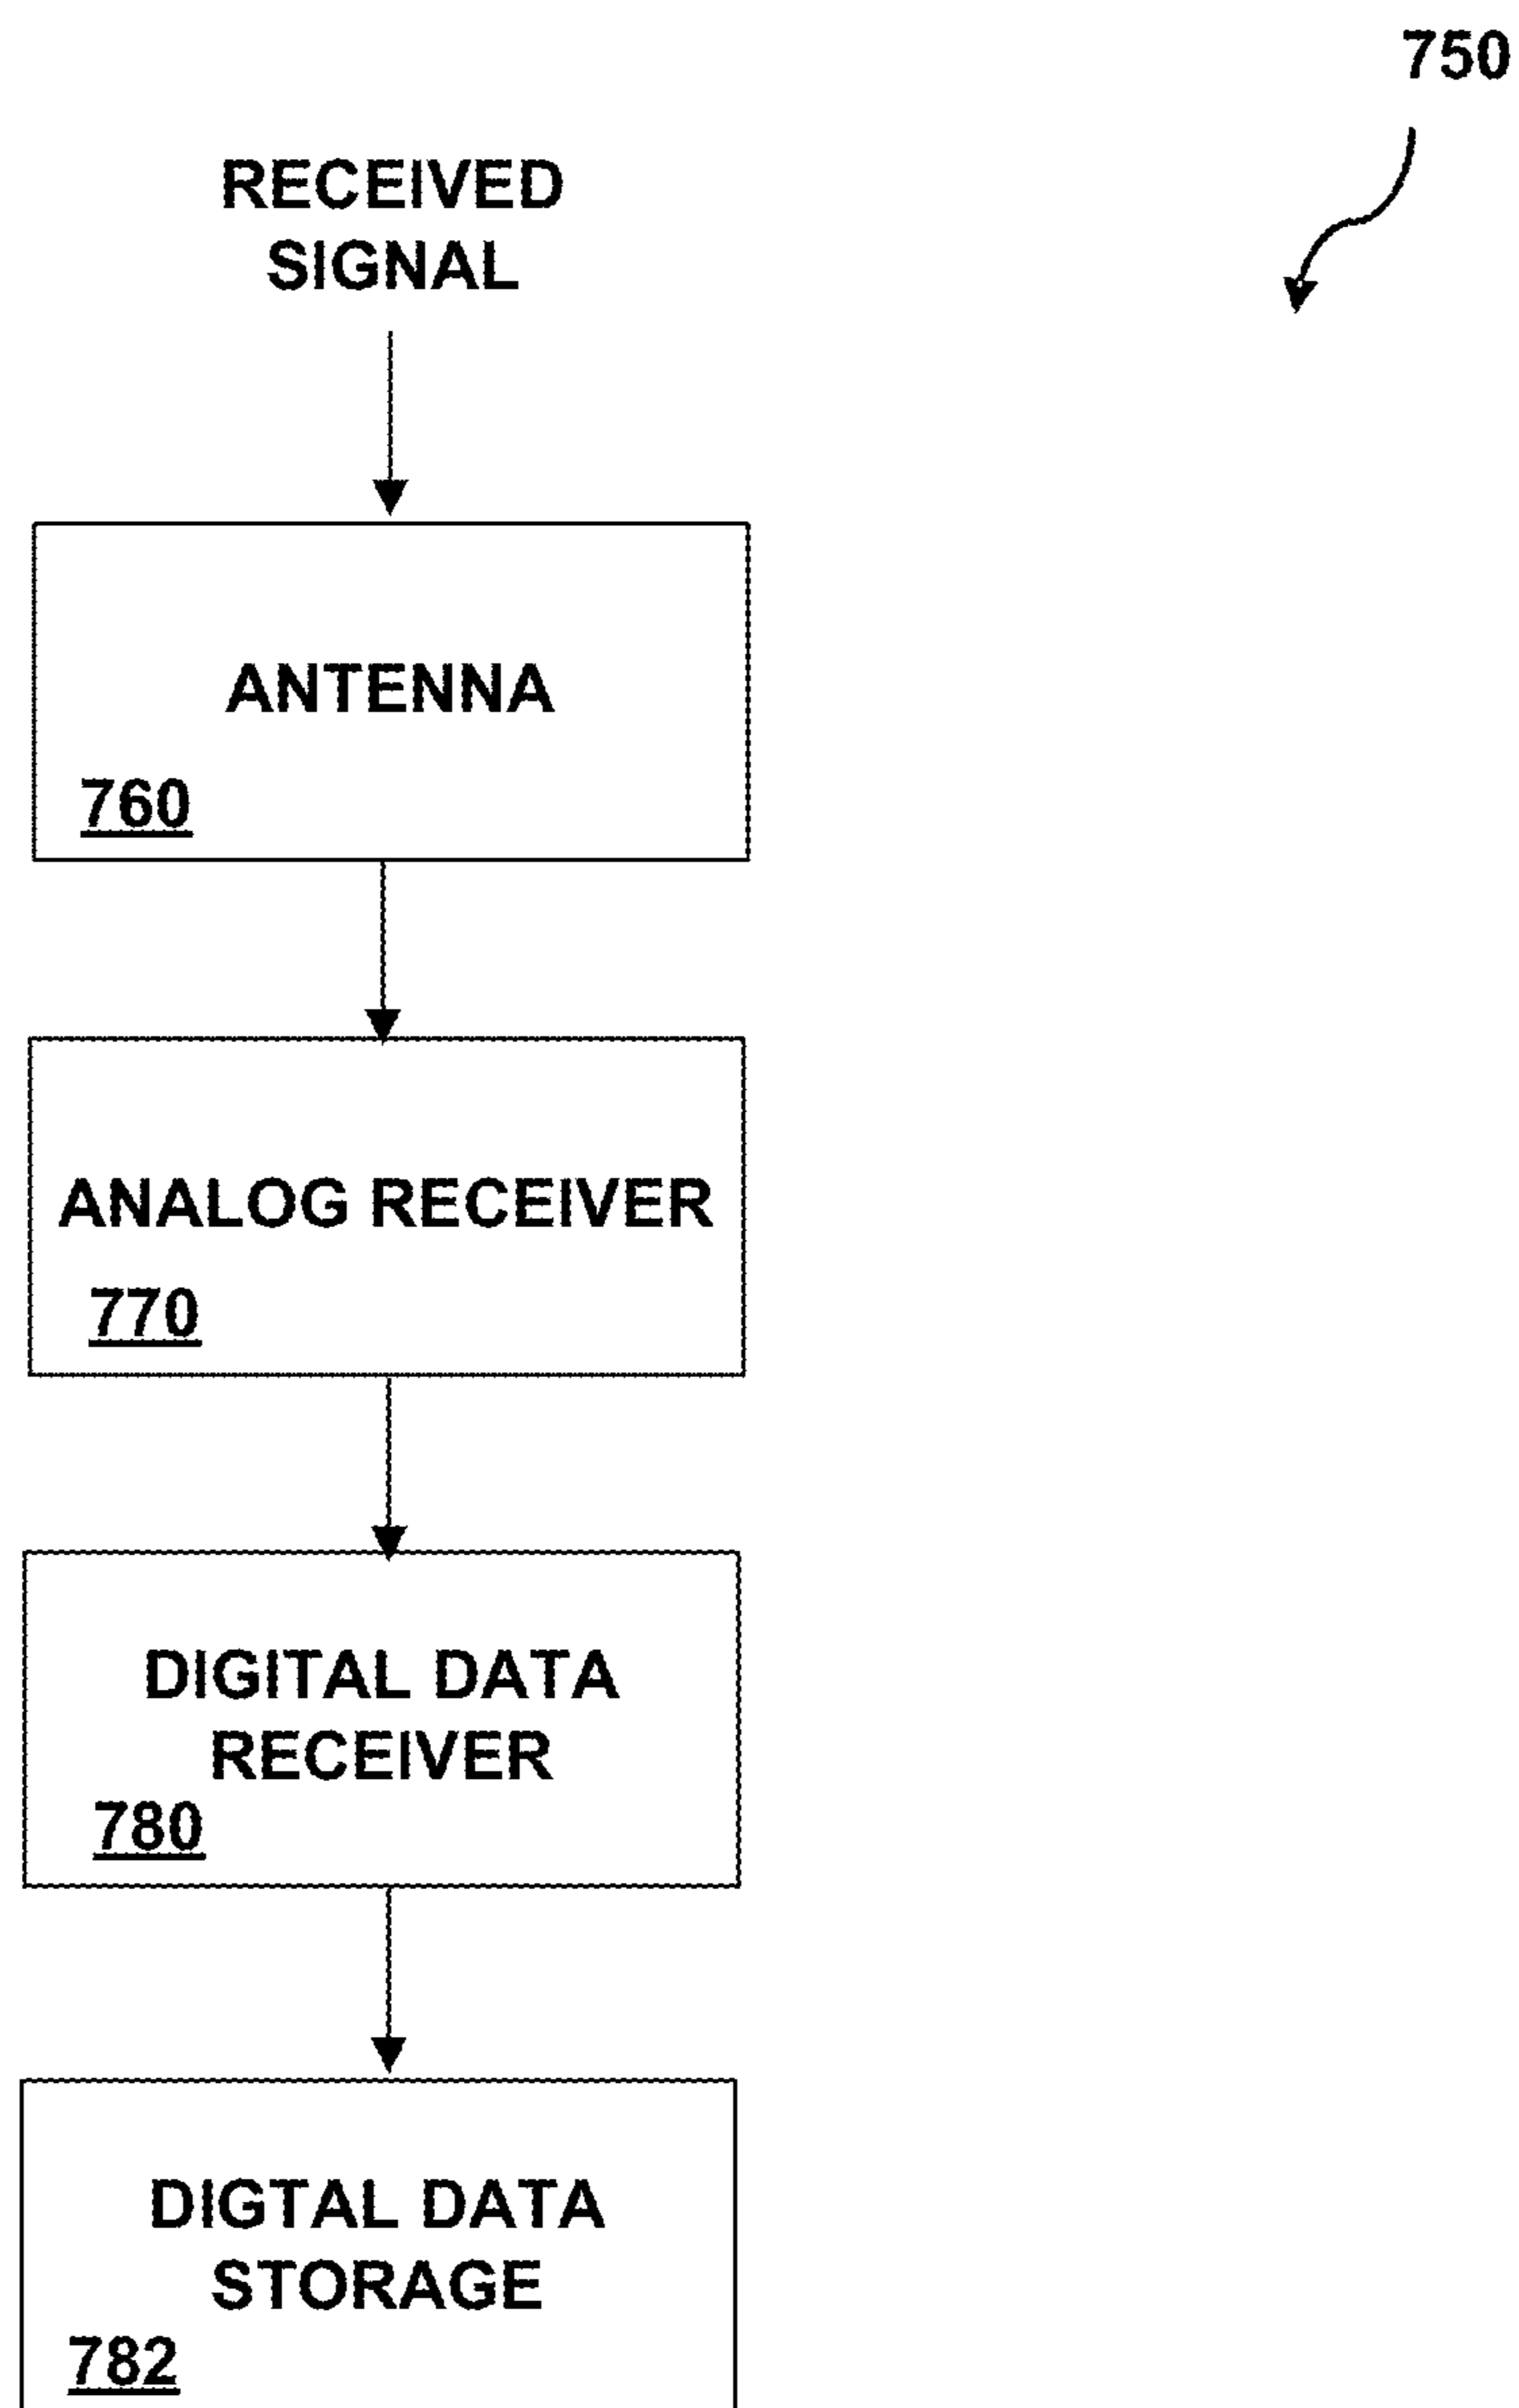 750
RECEIVED
SIGNAL
ANTENNA
760
ANALOG RECEIVER
770
DIGITAL DATA
RECEIVER
780
DIGTAL DATA
STORAGE
782